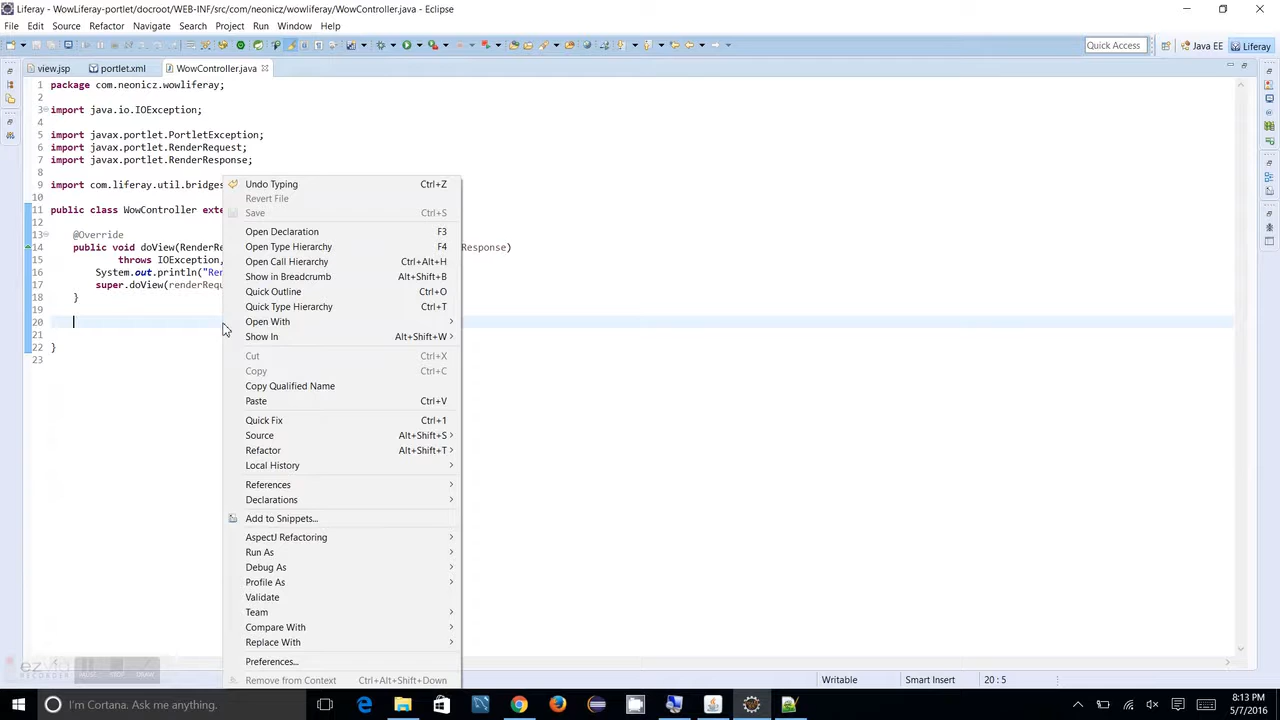 Liferay - WowLiferay-portlet/docroot/WEB-INF/src/com/neonicz/wowliferay/WowController.java - Eclipse
File Edit Source Refactor Navigate Search Project Run Window Help
Quick Access Java EE Liferay
view.jsp portlet.xml WowController.java
1 package com.neonicz.wowliferay;
2
3 import java.io.IOException;
4
5 import javax.portlet.PortletException;
6 import javax.portlet.RenderRequest;
7 import javax.portlet.RenderResponse;
8
9 import com.liferay.util.bridges
10
11 public class WowController exte
12
13 @Override
14 public void doView(RenderRe Response)
15 throws IOException,
16 System.out.println("Ren
17 super.doView(renderRequ
18 }
19
20
21
22 }
23
Undo Typing Ctrl+Z
Revert File
Save Ctrl+S
Open Declaration F3
Open Type Hierarchy F4
Open Call Hierarchy Ctrl+Alt+H
Show in Breadcrumb Alt+Shift+B
Quick Outline Ctrl+O
Quick Type Hierarchy Ctrl+T
Open With
Show In Alt+Shift+W
Cut Ctrl+X
Copy Ctrl+C
Copy Qualified Name
Paste Ctrl+V
Quick Fix Ctrl+1
Source Alt+Shift+S
Refactor Alt+Shift+T
Local History
References
Declarations
Add to Snippets...
AspectJ Refactoring
Run As
Debug As
Profile As
Validate
Team
Compare With
Replace With
Preferences...
Remove from Context Ctrl+Alt+Shift+Down
ezvid
RECORDER STOP DRAW
Writable Smart Insert 20 : 5
I'm Cortana. Ask me anything.
8:13 PM
5/7/2016